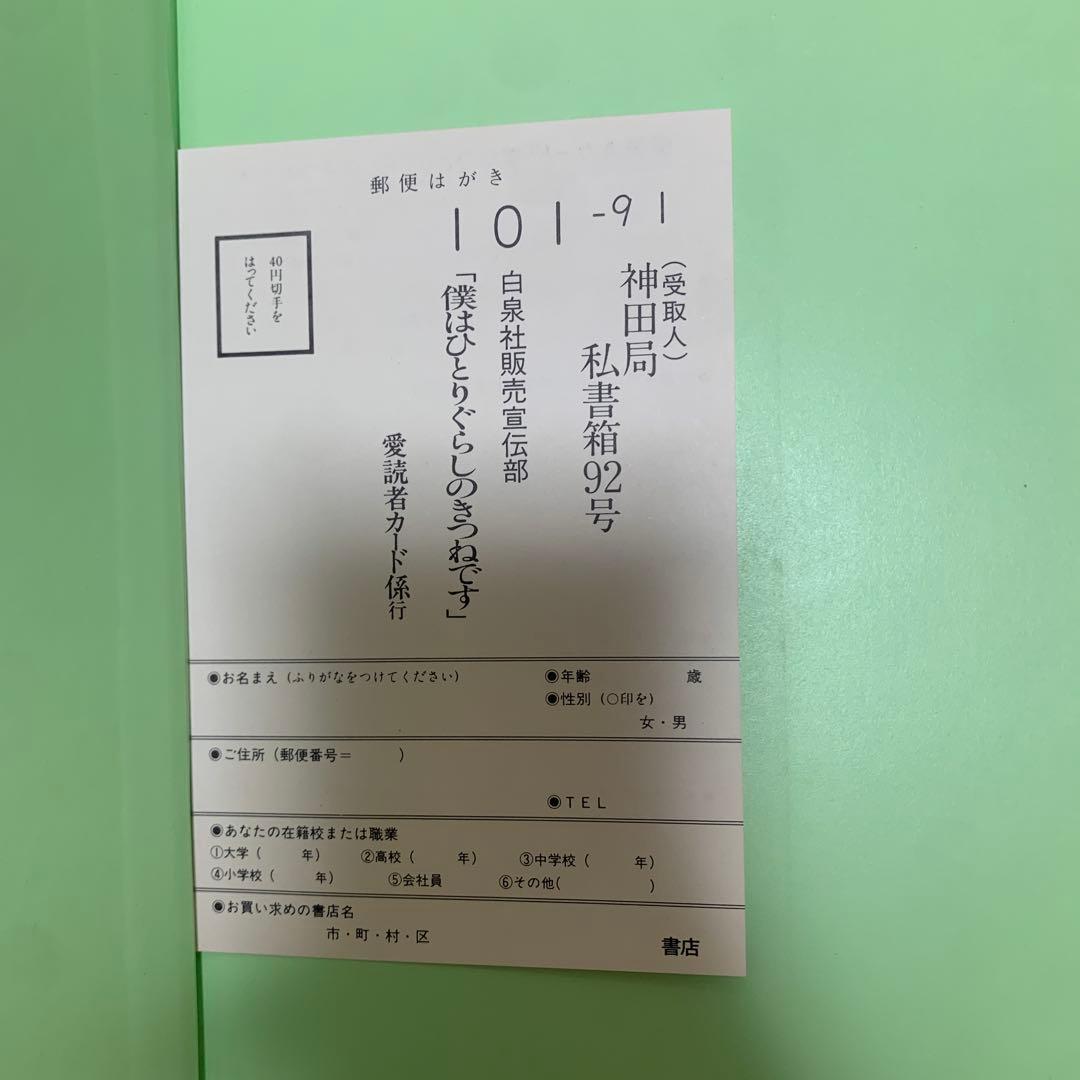 郵便はがき
101-91
40円切手を
はってください
(受取人)
神田局
私書箱92号
白泉社販売宣伝部
「僕はひとりぐらしのきつねです」
愛読者カード係行
◉お名まえ(ふりがなをつけてください)
◉年齢 歳
◉性別(○印を)
女・男
◉ご住所(郵便番号= )
◉TEL
◉あなたの在籍校または職業
①大学( 年) ②高校( 年) ③中学校( 年)
④小学校( 年) ⑤会社員 ⑥その他( )
◉お買い求めの書店名
市・町・村・区 書店